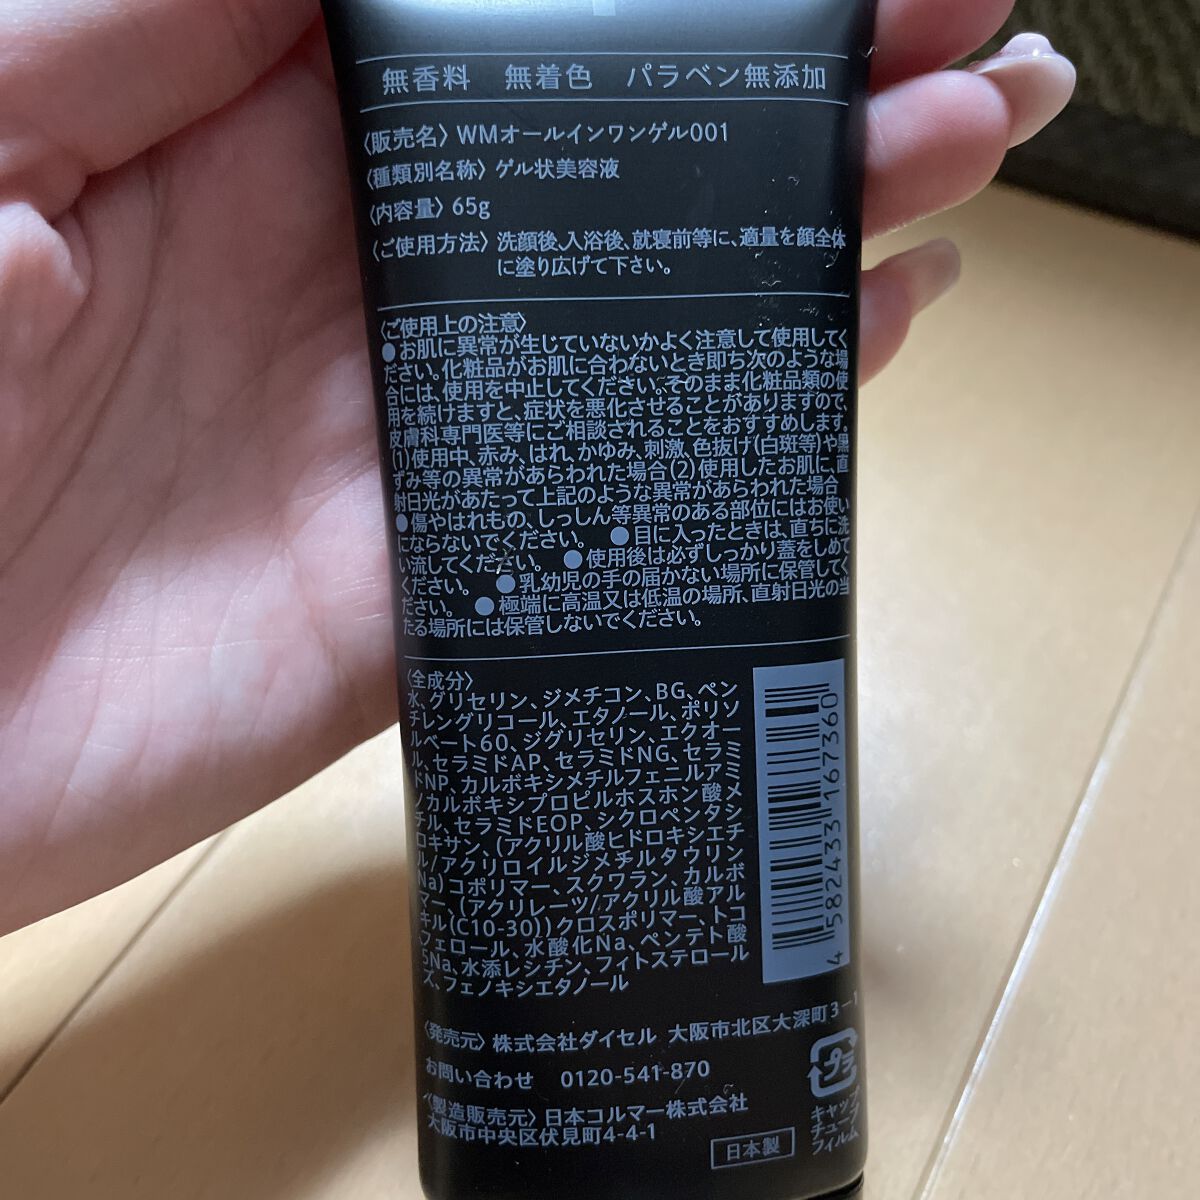 無香料 無着色 パラベン無添加
〈販売名〉WMオールインワンゲル001
〈種類別名称〉ゲル状美容液
〈内容量〉65g
〈ご使用方法〉洗顔後、入浴後、就寝前等に、適量を顔全体
に塗り広げて下さい。
〈ご使用上の注意〉
●お肌に異常が生じていないかよく注意して使用してく
ださい。化粧品がお肌に合わないとき即ち次のような場
合には、使用を中止してください。そのまま化粧品類の使
用を続けますと、症状を悪化させることがありますので、
皮膚科専門医等にご相談されることをおすすめします。
(1)使用中、赤み、はれ、かゆみ、刺激、色抜け(白斑等)や黒
ずみ等の異常があらわれた場合(2)使用したお肌に、直
射日光があたって上記のような異常があらわれた場合
●傷やはれもの、しっしん等異常のある部位にはお使い
にならないでください。 ●目に入ったときは、直ちに洗
い流してください。 ●使用後は必ずしっかり蓋をしめて
ください。 ●乳幼児の手の届かない場所に保管してく
ださい。 ●極端に高温又は低温の場所、直射日光の当
たる場所には保管しないでください。
〈全成分〉
水、グリセリン、ジメチコン、BG、ペン
チレングリコール、エタノール、ポリソ
ルベート60、ジグリセリン、エクオー
ル、セラミドAP、セラミドNG、セラミ
ドNP、カルボキシメチルフェニルアミ
ノカルボキシプロピルホスホン酸メ
チル、セラミドEOP、シクロペンタシ
ロキサン、(アクリル酸ヒドロキシエチ
ル/アクリロイルジメチルタウリン
Na)コポリマー、スクワラン、カルボ
マー、(アクリレーツ/アクリル酸アル
キル(C10-30))クロスポリマー、トコ
フェロール、水酸化Na、ペンテト酸
5Na、水添レシチン、フィトステロール
ズ、フェノキシエタノール
4 582433 167360
〈発売元〉株式会社ダイセル 大阪市北区大深町3-1
お問い合わせ 0120-541-870
〈製造販売元〉日本コルマー株式会社
大阪市中央区伏見町4-4-1
日本製
プラ
キャップ
チューブ
フィルム